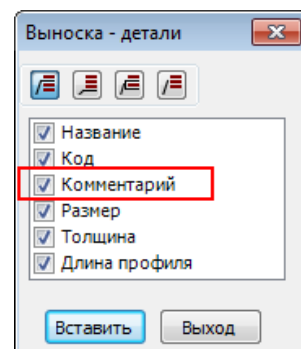 Выноска - детали
Название
Код
Комментарий
Размер
Толщина
Длина профиля
Вставить Выход